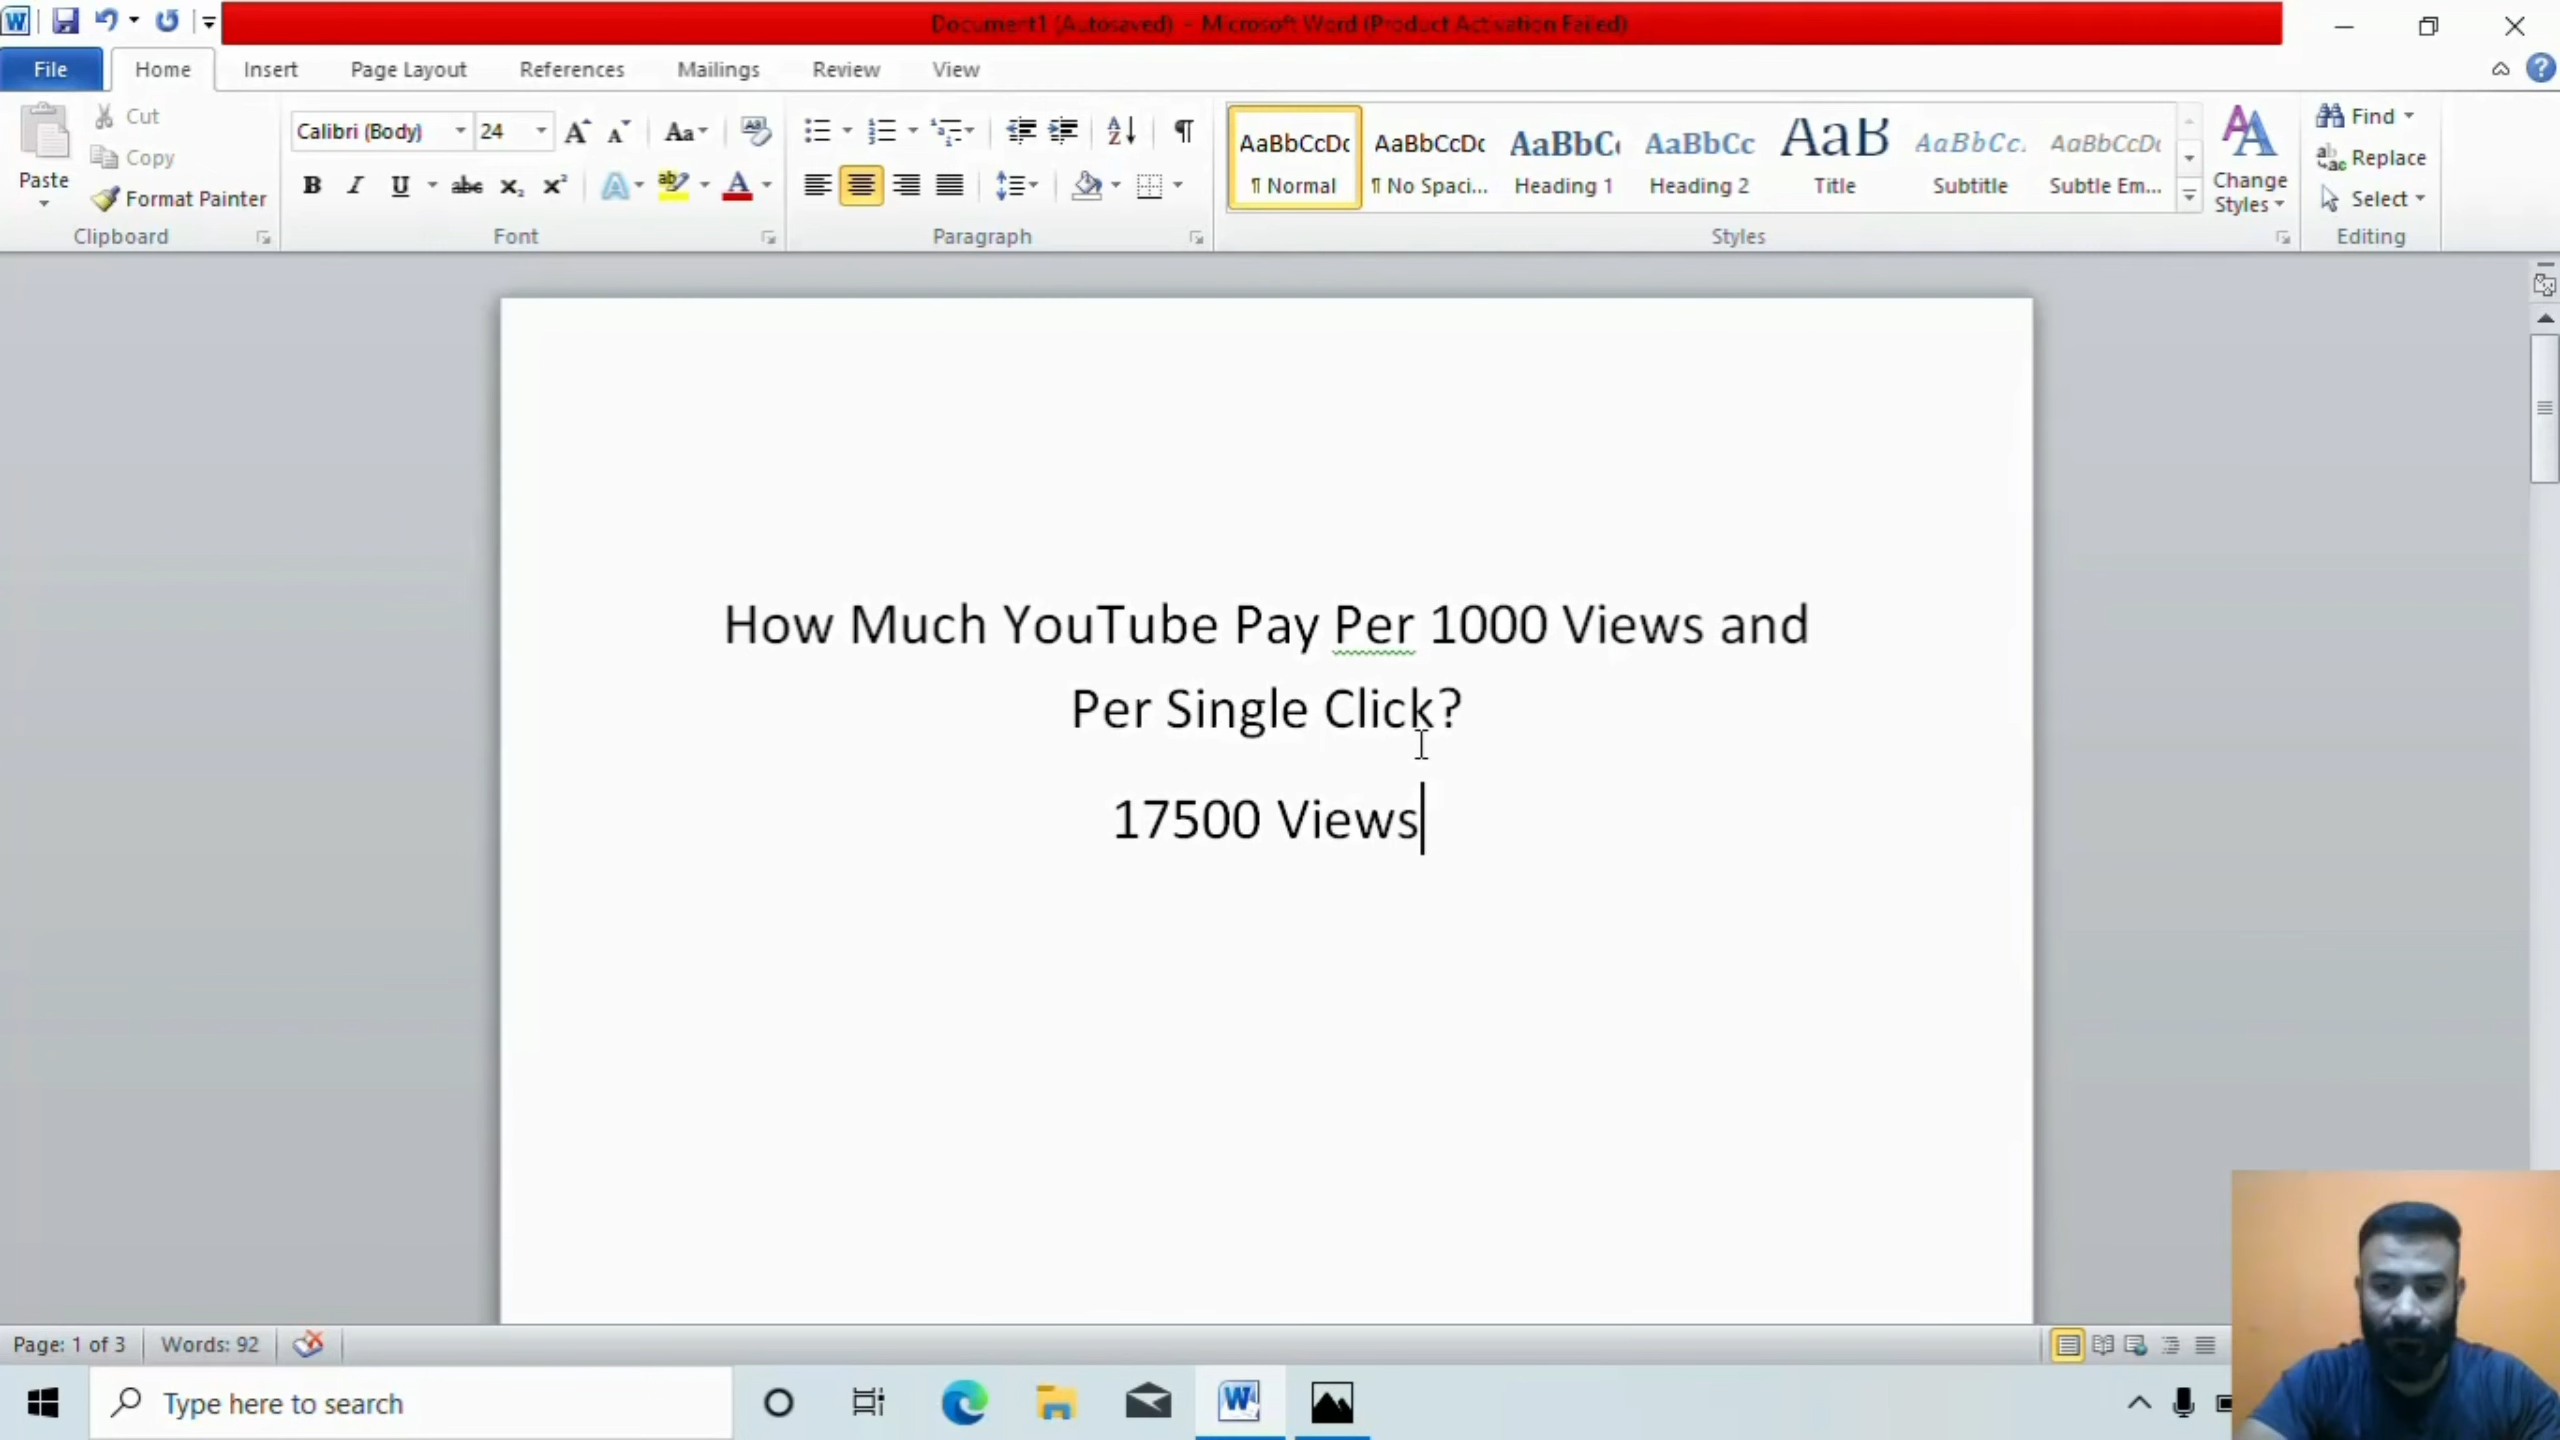 Document1 (Autosaved) - Microsoft Word (Product Activation Failed)
File Home Insert Page Layout References Mailings Review View
Paste
Cut
Copy
Format Painter
Clipboard
Calibri (Body) 24
Font
Paragraph
AaBbCcDc AaBbCcDc AaBbC AaBbCc AaB AaBbCc. AaBbCcDc
¶ Normal ¶ No Spaci... Heading 1 Heading 2 Title Subtitle Subtle Em...
Change
Styles
Styles
Find
Replace
Select
Editing
How Much YouTube Pay Per 1000 Views and
Per Single Click?
17500 Views
Page: 1 of 3 Words: 92
Type here to search